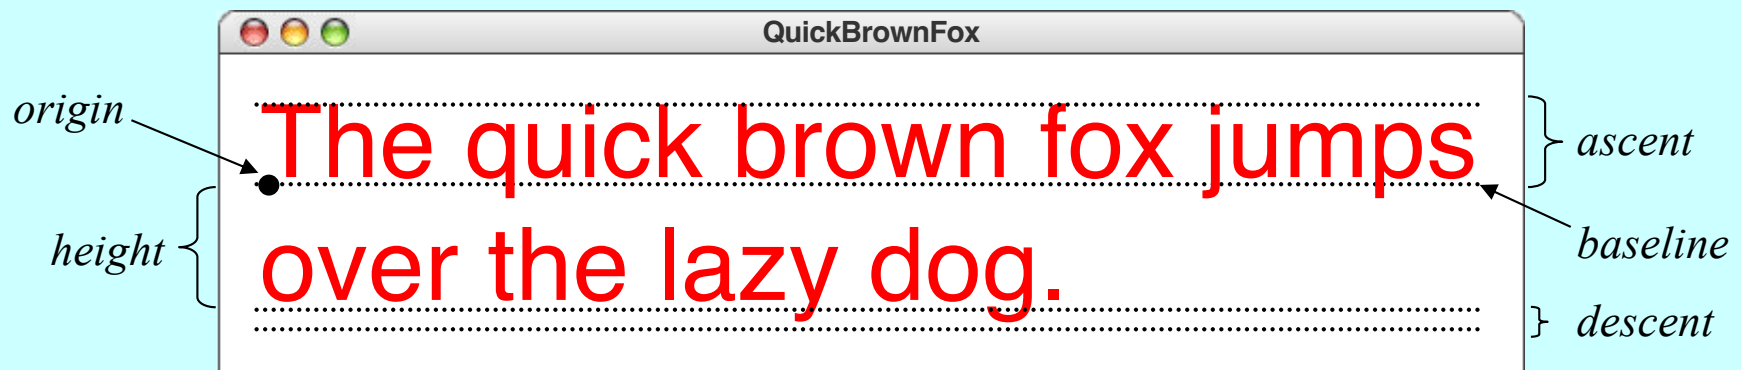 QuickBrownFox
origin
The quick brown fox jumps
ascent
height
over the lazy dog.
baseline
descent